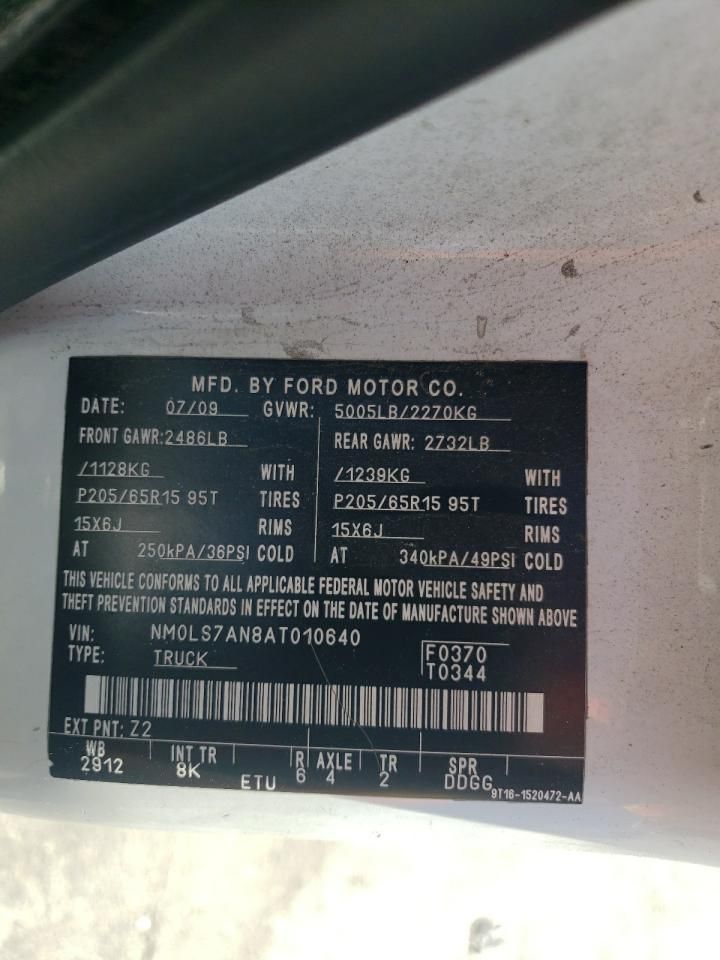 MFD. BY FORD MOTOR CO.
DATE: 07/09 GVWR: 5005LB/2270KG
FRONT GAWR: 2486LB REAR GAWR: 2732LB
/1128KG WITH /1239KG WITH
P205/65R15 95T TIRES P205/65R15 95T TIRES
15X6J RIMS 15X6J RIMS
AT 250kPA/36PSI COLD AT 340kPA/49PSI COLD
THIS VEHICLE CONFORMS TO ALL APPLICABLE FEDERAL MOTOR VEHICLE SAFETY AND
THEFT PREVENTION STANDARDS IN EFFECT ON THE DATE OF MANUFACTURE SHOWN ABOVE
VIN: NM0LS7AN8AT010640
TYPE: TRUCK F0370
T0344
EXT PNT: Z2
WB INT TR R AXLE TR SPR
2912 8K ETU 6 4 2 DDGG
9T16-1520472-AA